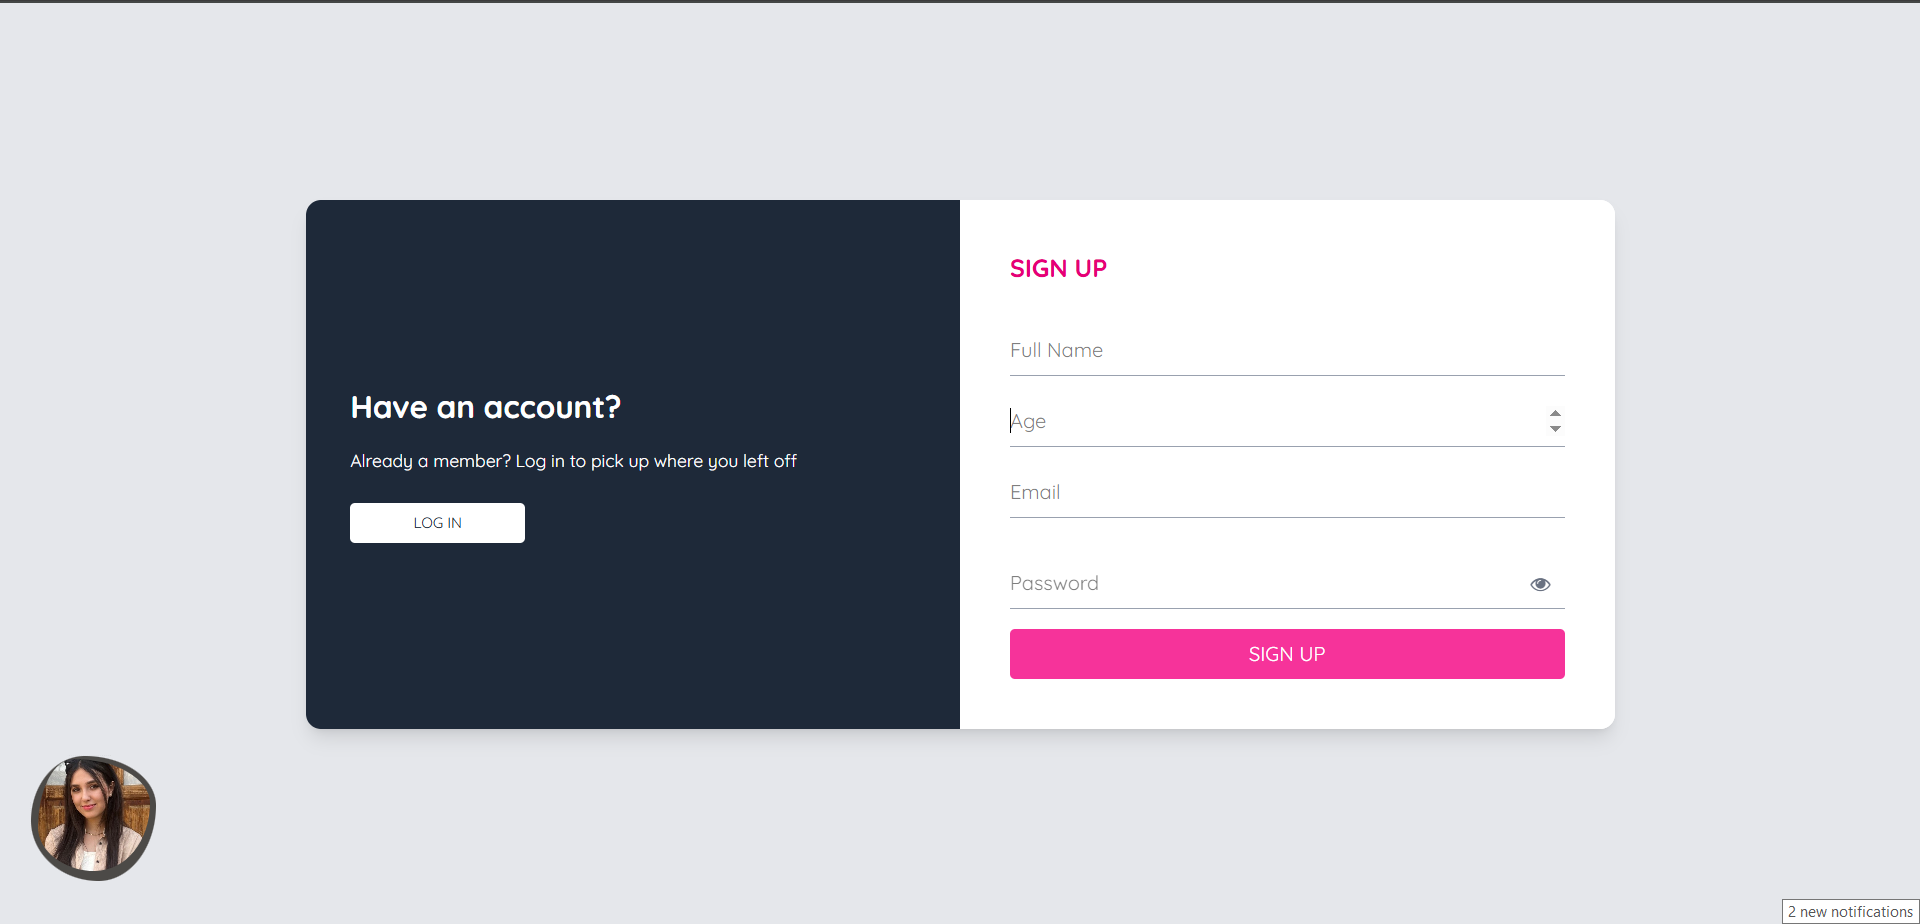 Have an account?
Already a member? Log in to pick up where you left off
LOG IN
SIGN UP
Full Name
Age
Email
Password
SIGN UP
2 new notifications